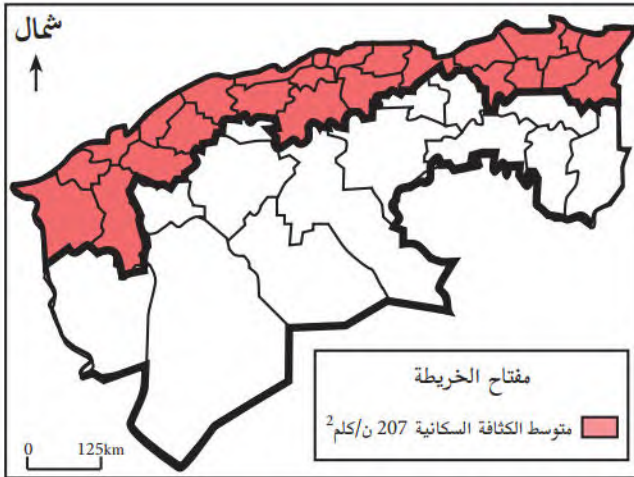 شمال
مفتاح الخريطة
متوسط الكثافة السكانية 207 ن/كلم²
0 125km